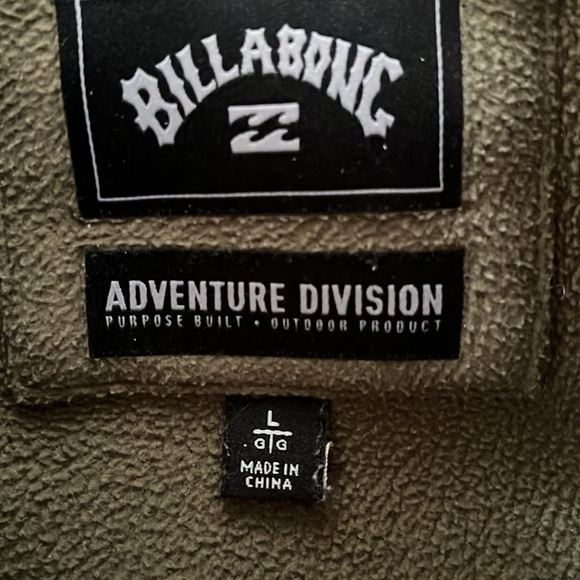 BILLABONG
ADVENTURE DIVISION
PURPOSE BUILT • OUTDOOR PRODUCT
L
G G
MADE IN
CHINA